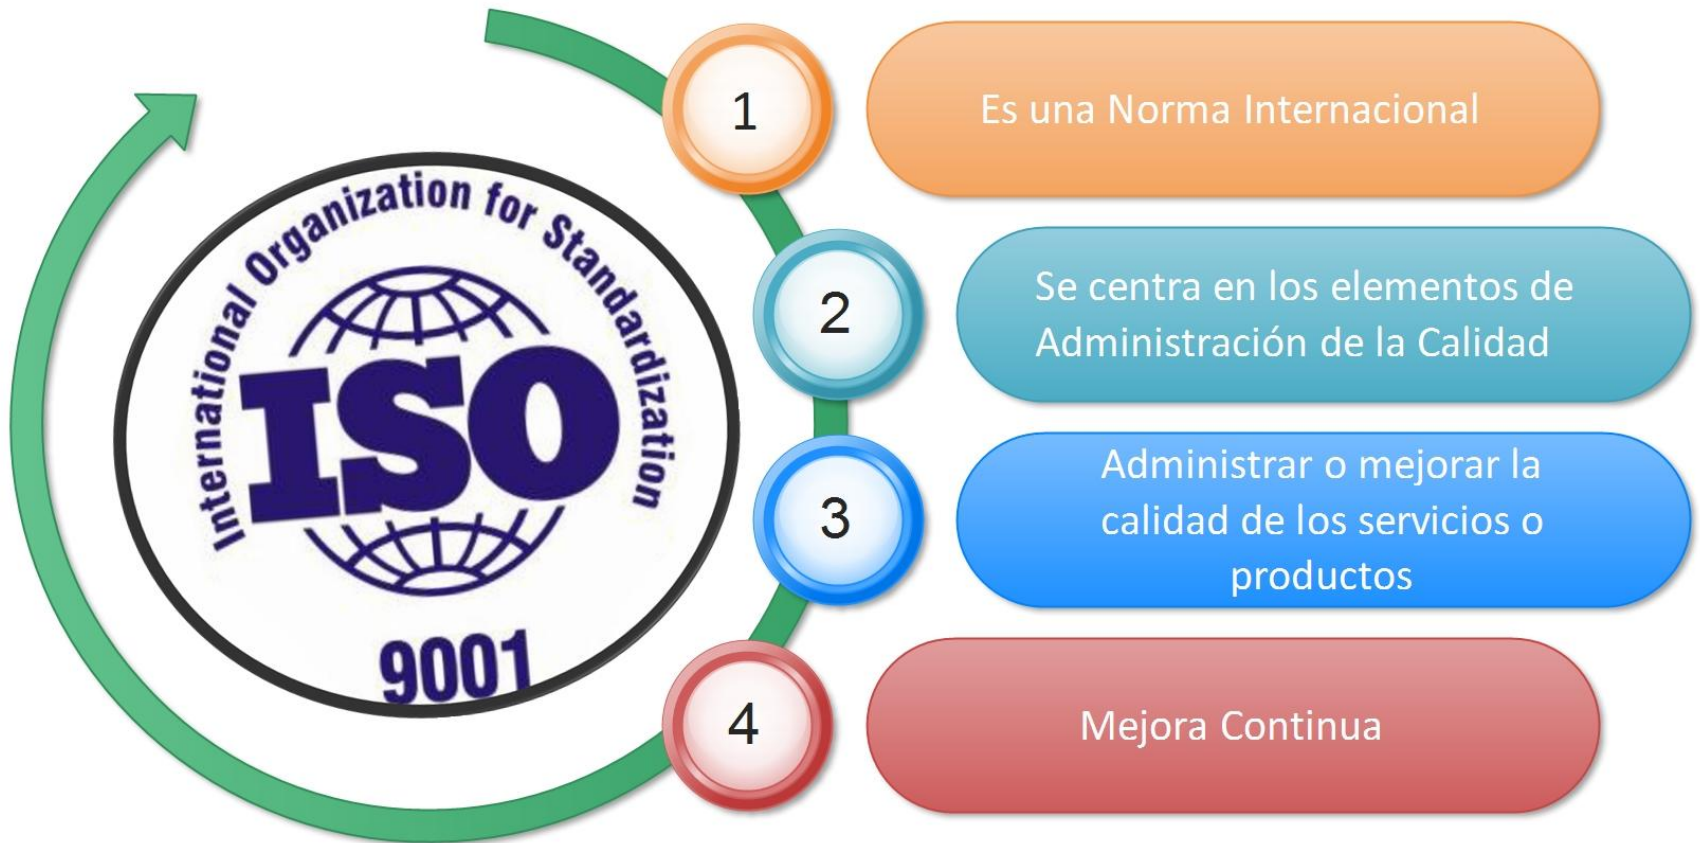 International Organization for Standardization
ISO
9001
1
Es una Norma Internacional
2
Se centra en los elementos de
Administración de la Calidad
3
Administrar o mejorar la
calidad de los servicios o
productos
4
Mejora Continua